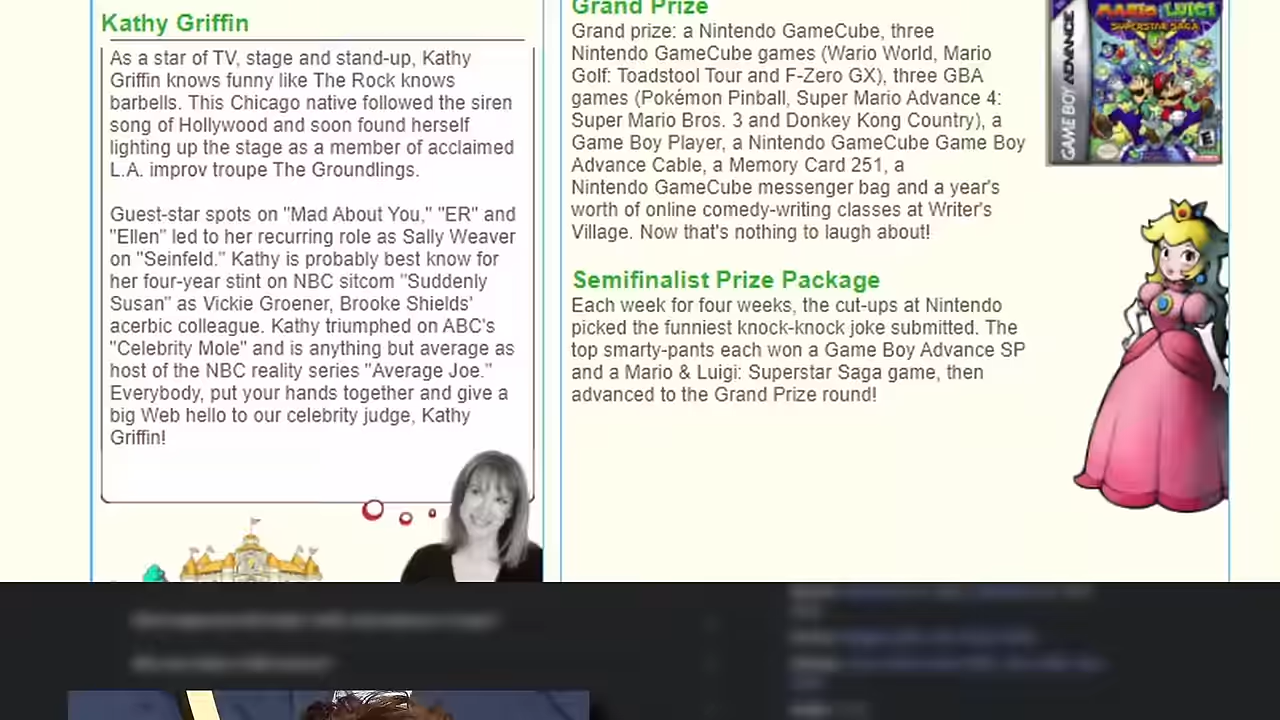 Kathy Griffin
As a star of TV, stage and stand-up, Kathy
Griffin knows funny like The Rock knows
barbells. This Chicago native followed the siren
song of Hollywood and soon found herself
lighting up the stage as a member of acclaimed
L.A. improv troupe The Groundlings.
Guest-star spots on "Mad About You," "ER" and
"Ellen" led to her recurring role as Sally Weaver
on "Seinfeld." Kathy is probably best know for
her four-year stint on NBC sitcom "Suddenly
Susan" as Vickie Groener, Brooke Shields'
acerbic colleague. Kathy triumphed on ABC's
"Celebrity Mole" and is anything but average as
host of the NBC reality series "Average Joe."
Everybody, put your hands together and give a
big Web hello to our celebrity judge, Kathy
Griffin!
Grand Prize
Grand prize: a Nintendo GameCube, three
Nintendo GameCube games (Wario World, Mario
Golf: Toadstool Tour and F-Zero GX), three GBA
games (Pokémon Pinball, Super Mario Advance 4:
Super Mario Bros. 3 and Donkey Kong Country), a
Game Boy Player, a Nintendo GameCube Game Boy
Advance Cable, a Memory Card 251, a
Nintendo GameCube messenger bag and a year's
worth of online comedy-writing classes at Writer's
Village. Now that's nothing to laugh about!
Semifinalist Prize Package
Each week for four weeks, the cut-ups at Nintendo
picked the funniest knock-knock joke submitted. The
top smarty-pants each won a Game Boy Advance SP
and a Mario & Luigi: Superstar Saga game, then
advanced to the Grand Prize round!
MARIO & LUIGI
SUPERSTAR SAGA
GAME BOY ADVANCE
E